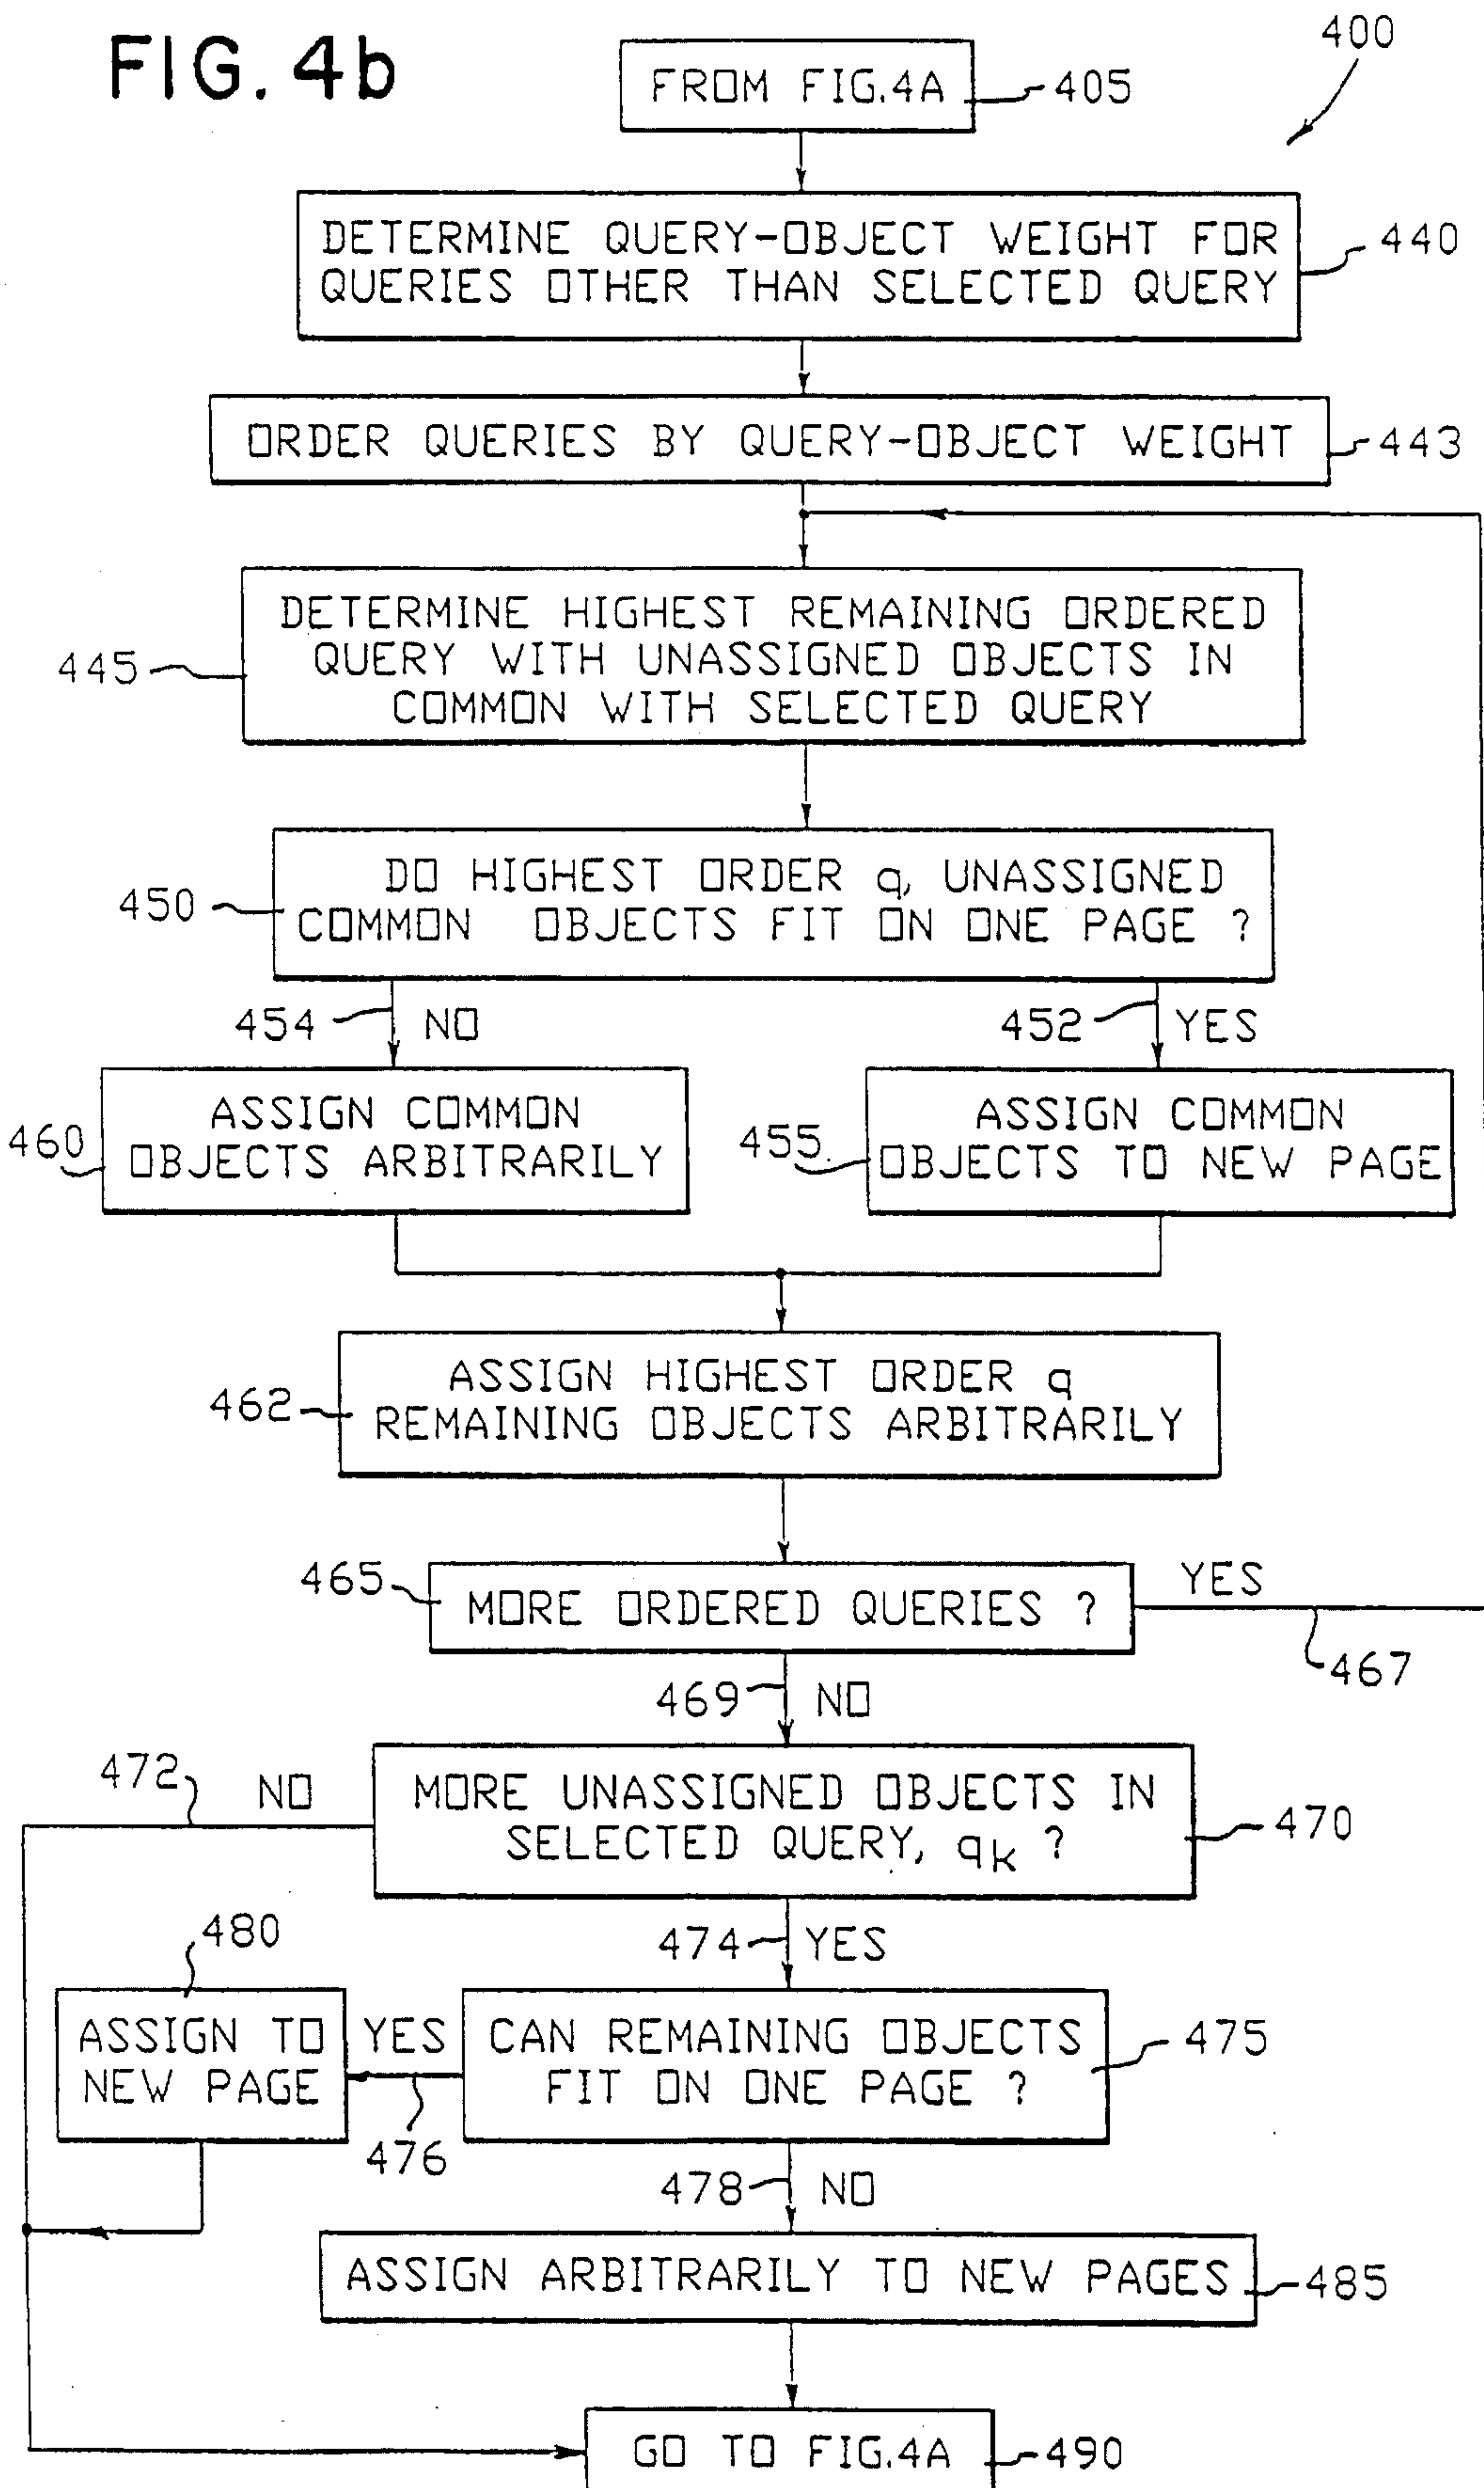 FIG. 4b
400
FROM FIG.4A
405
DETERMINE QUERY-OBJECT WEIGHT FOR
QUERIES OTHER THAN SELECTED QUERY
440
ORDER QUERIES BY QUERY-OBJECT WEIGHT
443
DETERMINE HIGHEST REMAINING ORDERED
QUERY WITH UNASSIGNED OBJECTS IN
COMMON WITH SELECTED QUERY
445
DO HIGHEST ORDER q, UNASSIGNED
COMMON OBJECTS FIT ON ONE PAGE ?
450
454
NO
452
YES
ASSIGN COMMON
OBJECTS ARBITRARILY
460
455
ASSIGN COMMON
OBJECTS TO NEW PAGE
ASSIGN HIGHEST ORDER q
REMAINING OBJECTS ARBITRARILY
462
465
MORE ORDERED QUERIES ?
YES
467
469
NO
472
NO
MORE UNASSIGNED OBJECTS IN
SELECTED QUERY, qk ?
470
480
474
YES
ASSIGN TO
NEW PAGE
YES
476
CAN REMAINING OBJECTS
FIT ON ONE PAGE ?
475
478
NO
ASSIGN ARBITRARILY TO NEW PAGES
485
GO TO FIG.4A
490